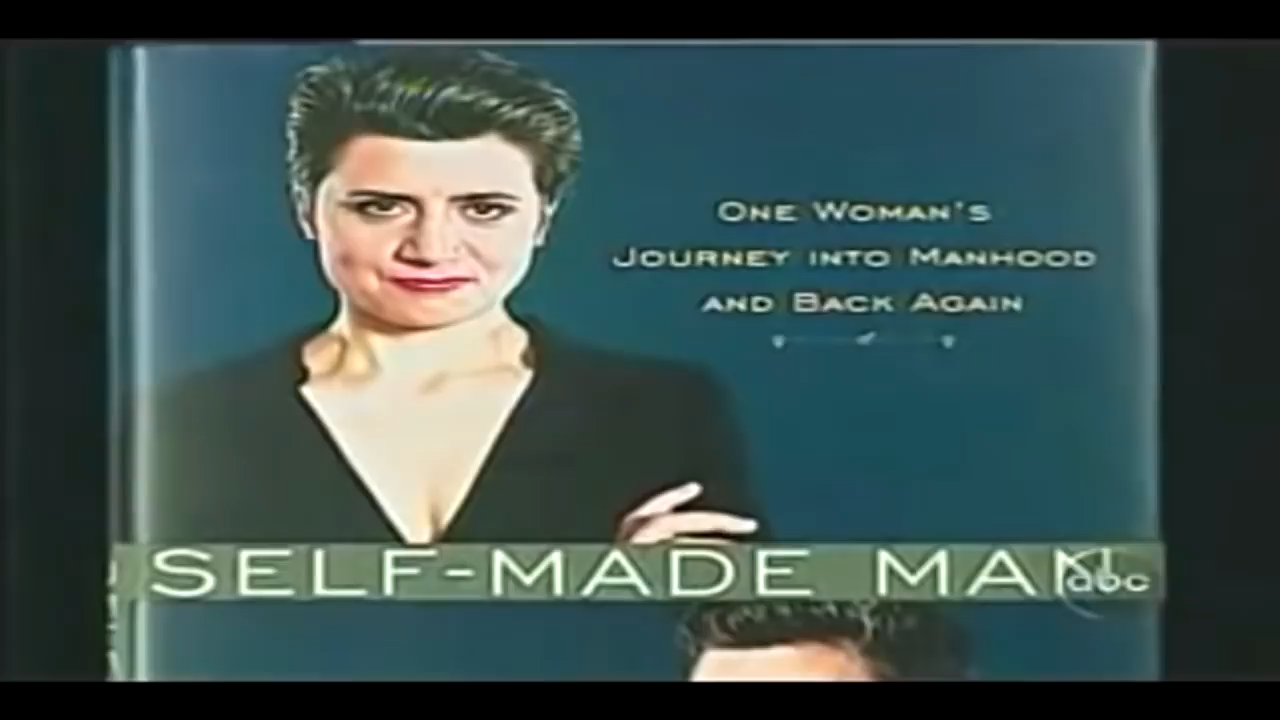 ONE WOMAN'S
JOURNEY INTO MANHOOD
AND BACK AGAIN
SELF-MADE MAN
abc